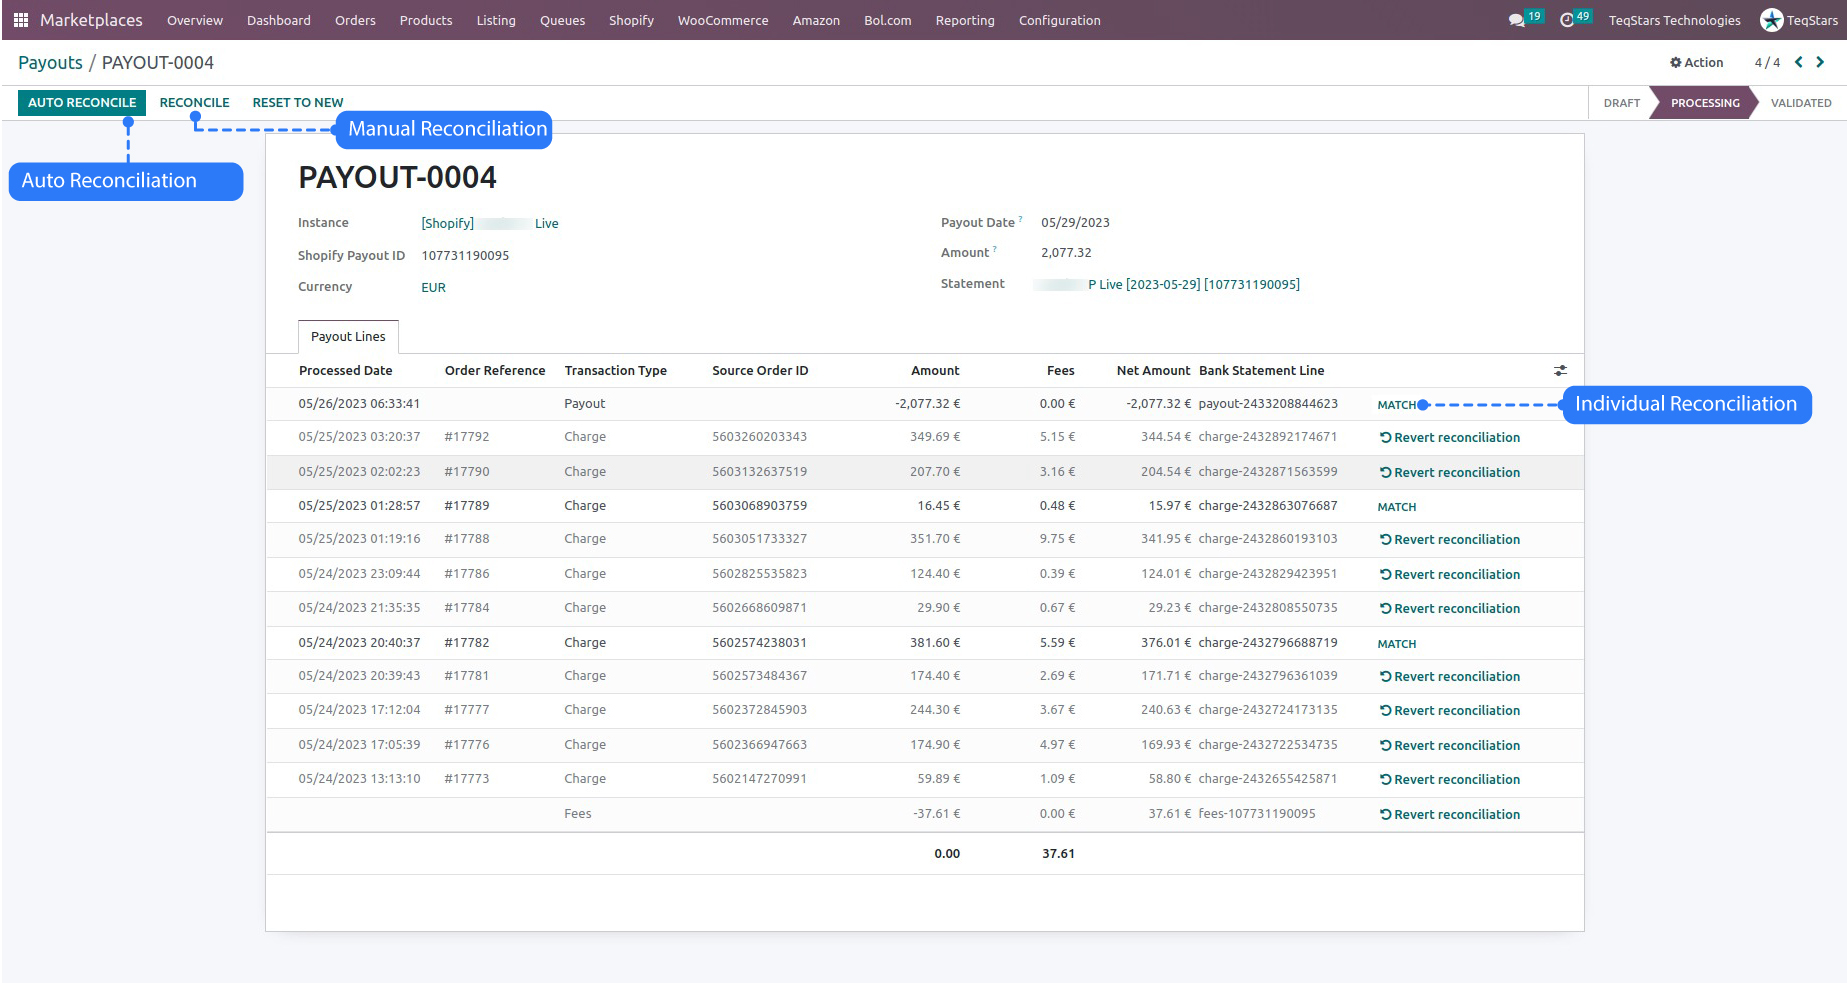 Marketplaces Overview Dashboard Orders Products Listing Queues Shopify WooCommerce Amazon Bol.com Reporting Configuration 19 49 TeqStars Technologies TeqStars
Payouts / PAYOUT-0004 Action 4 / 4
AUTO RECONCILE RECONCILE RESET TO NEW DRAFT PROCESSING VALIDATED
Manual Reconciliation
Auto Reconciliation
PAYOUT-0004
Instance [Shopify] Live Payout Date ? 05/29/2023
Shopify Payout ID 107731190095 Amount ? 2,077.32
Currency EUR Statement P Live [2023-05-29] [107731190095]
Payout Lines
Processed Date Order Reference Transaction Type Source Order ID Amount Fees Net Amount Bank Statement Line
05/26/2023 06:33:41 Payout -2,077.32 € 0.00 € -2,077.32 € payout-2433208844623 MATCH Individual Reconciliation
05/25/2023 03:20:37 #17792 Charge 5603260203343 349.69 € 5.15 € 344.54 € charge-2432892174671 Revert reconciliation
05/25/2023 02:02:23 #17790 Charge 5603132637519 207.70 € 3.16 € 204.54 € charge-2432871563599 Revert reconciliation
05/25/2023 01:28:57 #17789 Charge 5603068903759 16.45 € 0.48 € 15.97 € charge-2432863076687 MATCH
05/25/2023 01:19:16 #17788 Charge 5603051733327 351.70 € 9.75 € 341.95 € charge-2432860193103 Revert reconciliation
05/24/2023 23:09:44 #17786 Charge 5602825535823 124.40 € 0.39 € 124.01 € charge-2432829423951 Revert reconciliation
05/24/2023 21:35:35 #17784 Charge 5602668609871 29.90 € 0.67 € 29.23 € charge-2432808550735 Revert reconciliation
05/24/2023 20:40:37 #17782 Charge 5602574238031 381.60 € 5.59 € 376.01 € charge-2432796688719 MATCH
05/24/2023 20:39:43 #17781 Charge 5602573484367 174.40 € 2.69 € 171.71 € charge-2432796361039 Revert reconciliation
05/24/2023 17:12:04 #17777 Charge 5602372845903 244.30 € 3.67 € 240.63 € charge-2432724173135 Revert reconciliation
05/24/2023 17:05:39 #17776 Charge 5602366947663 174.90 € 4.97 € 169.93 € charge-2432722534735 Revert reconciliation
05/24/2023 13:13:10 #17773 Charge 5602147270991 59.89 € 1.09 € 58.80 € charge-2432655425871 Revert reconciliation
Fees -37.61 € 0.00 € 37.61 € fees-107731190095 Revert reconciliation
0.00 37.61